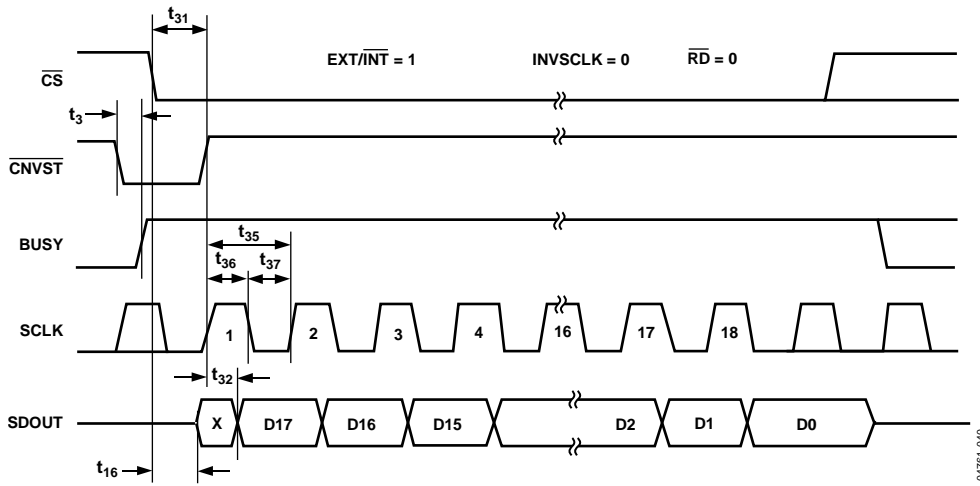 t31
EXT/INT = 1 INVSCLK = 0 RD = 0
CS
t3
CNVST
BUSY
t35
t36 t37
SCLK 1 2 3 4 16 17 18
t32
SDOUT X D17 D16 D15 D2 D1 D0
t16